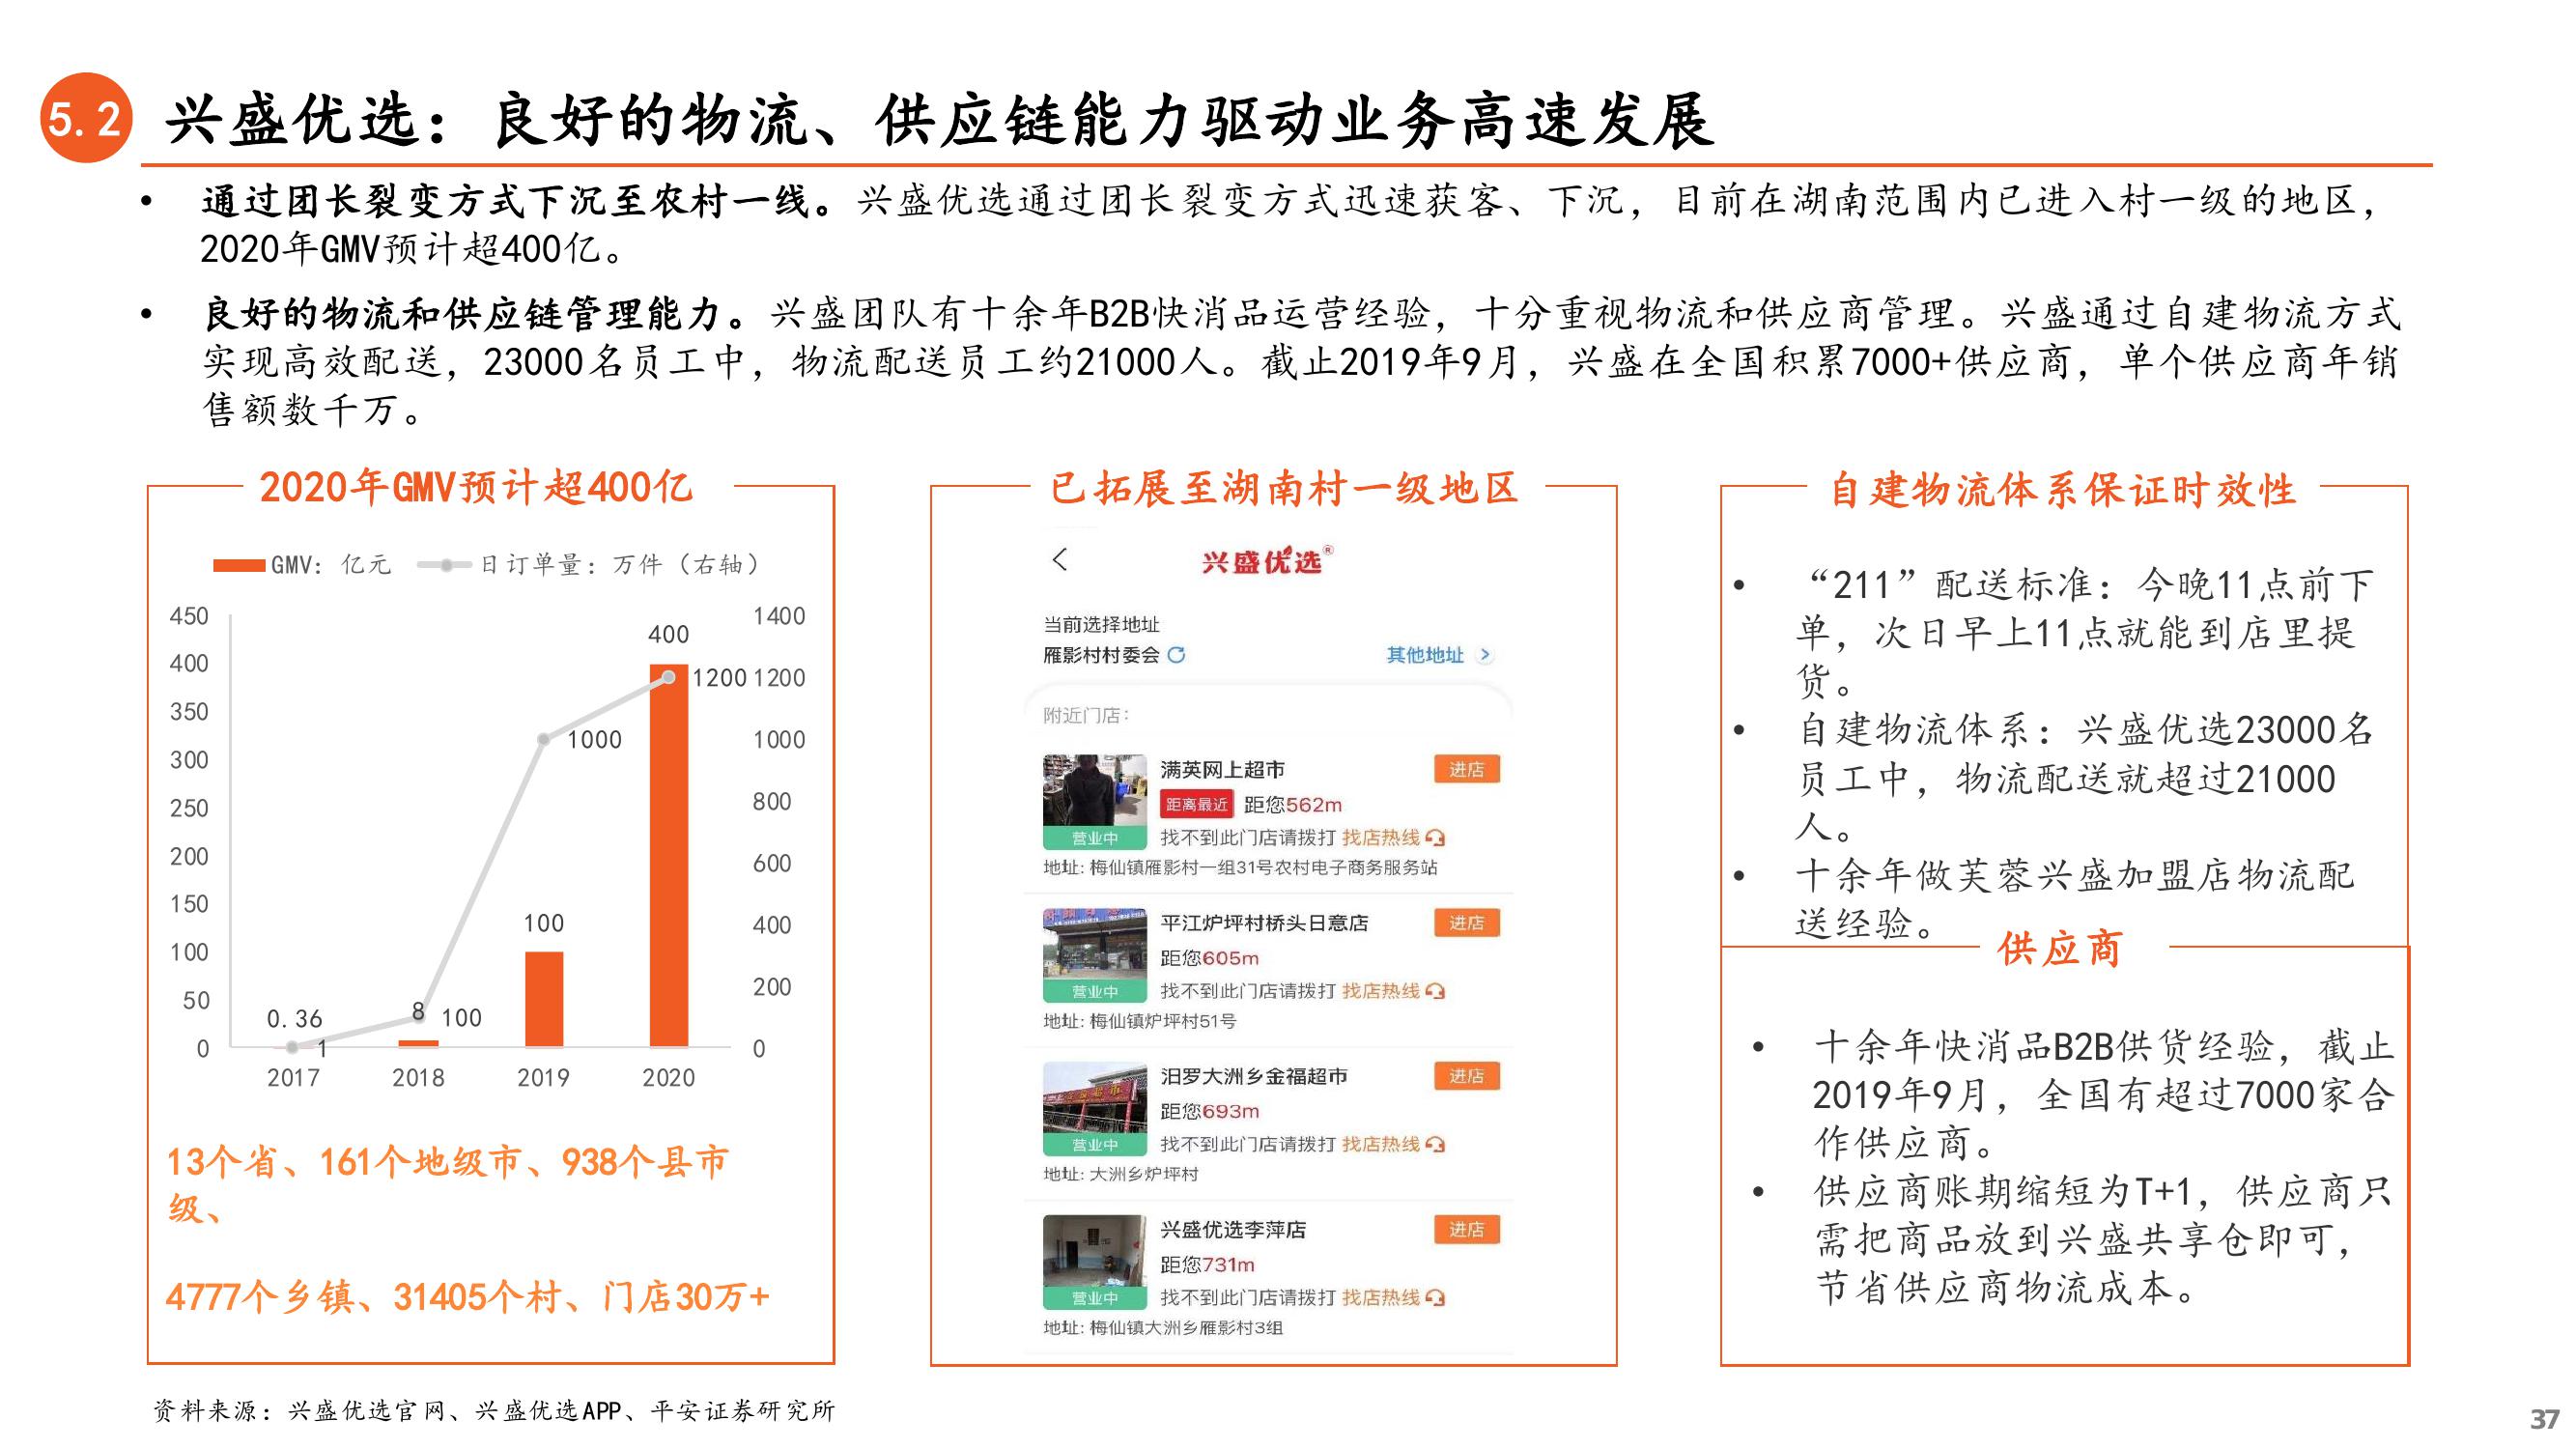 5.2 兴盛优选：良好的物流、供应链能力驱动业务高速发展
• 通过团长裂变方式下沉至农村一线。兴盛优选通过团长裂变方式迅速获客、下沉，目前在湖南范围内已进入村一级的地区，
2020年GMV预计超400亿。
• 良好的物流和供应链管理能力。兴盛团队有十余年B2B快消品运营经验，十分重视物流和供应商管理。兴盛通过自建物流方式
实现高效配送，23000名员工中，物流配送员工约21000人。截止2019年9月，兴盛在全国积累7000+供应商，单个供应商年销
售额数千万。
2020年GMV预计超400亿
GMV：亿元 日订单量：万件（右轴）
450
400
350
300
250
200
150
100
50
0
1400
1200
1000
800
600
400
200
0
400
1200
1000
100
8
100
0.36
1
2017 2018 2019 2020
13个省、161个地级市、938个县市
级、
4777个乡镇、31405个村、门店30万+
已拓展至湖南村一级地区
兴盛优选®
当前选择地址
雁影村村委会 其他地址
附近门店：
满英网上超市 进店
距离最近 距您562m
营业中 找不到此门店请拨打 找店热线
地址: 梅仙镇雁影村一组31号农村电子商务服务站
平江炉坪村桥头日意店 进店
距您605m
营业中 找不到此门店请拨打 找店热线
地址: 梅仙镇炉坪村51号
汨罗大洲乡金福超市 进店
距您693m
营业中 找不到此门店请拨打 找店热线
地址: 大洲乡炉坪村
兴盛优选李萍店 进店
距您731m
营业中 找不到此门店请拨打 找店热线
地址: 梅仙镇大洲乡雁影村3组
自建物流体系保证时效性
• “211”配送标准：今晚11点前下
单，次日早上11点就能到店里提
货。
• 自建物流体系：兴盛优选23000名
员工中，物流配送就超过21000
人。
• 十余年做芙蓉兴盛加盟店物流配
送经验。
供应商
• 十余年快消品B2B供货经验，截止
2019年9月，全国有超过7000家合
作供应商。
• 供应商账期缩短为T+1，供应商只
需把商品放到兴盛共享仓即可，
节省供应商物流成本。
资料来源：兴盛优选官网、兴盛优选APP、平安证券研究所
37